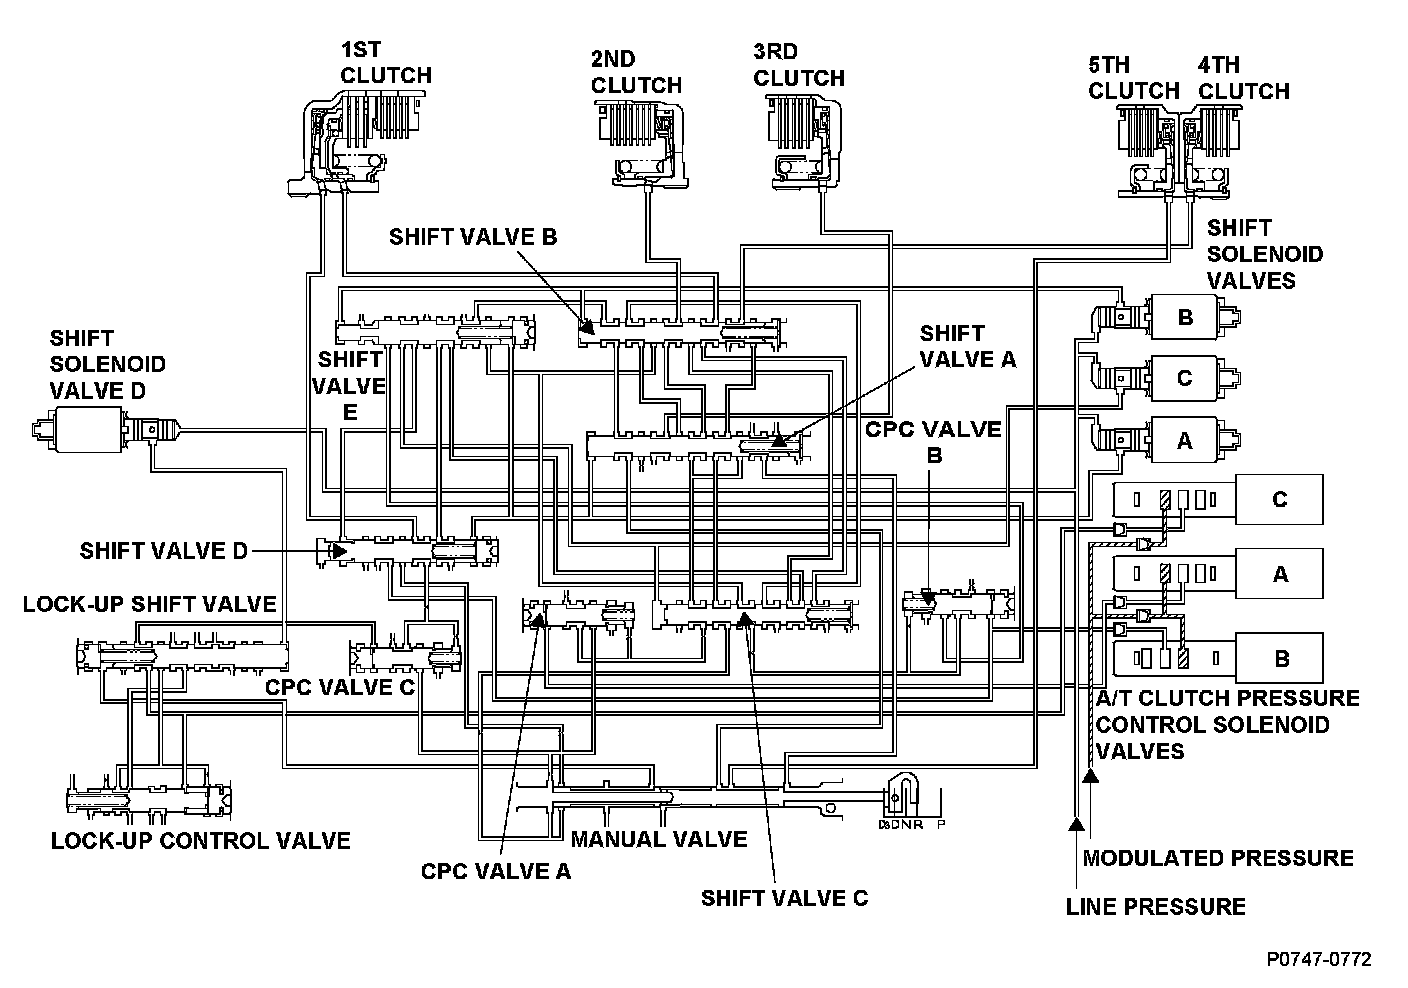 1ST
CLUTCH
2ND
CLUTCH
3RD
CLUTCH
5TH
CLUTCH
4TH
CLUTCH
SHIFT
SOLENOID
VALVES
SHIFT VALVE B
SHIFT
SOLENOID
VALVE D
SHIFT
VALVE
E
SHIFT
VALVE A
B
C
A
CPC VALVE
B
C
A
B
SHIFT VALVE D
LOCK-UP SHIFT VALVE
CPC VALVE C
A/T CLUTCH PRESSURE
CONTROL SOLENOID
VALVES
D3DNR P
LOCK-UP CONTROL VALVE
MANUAL VALVE
CPC VALVE A
SHIFT VALVE C
MODULATED PRESSURE
LINE PRESSURE
P0747-0772